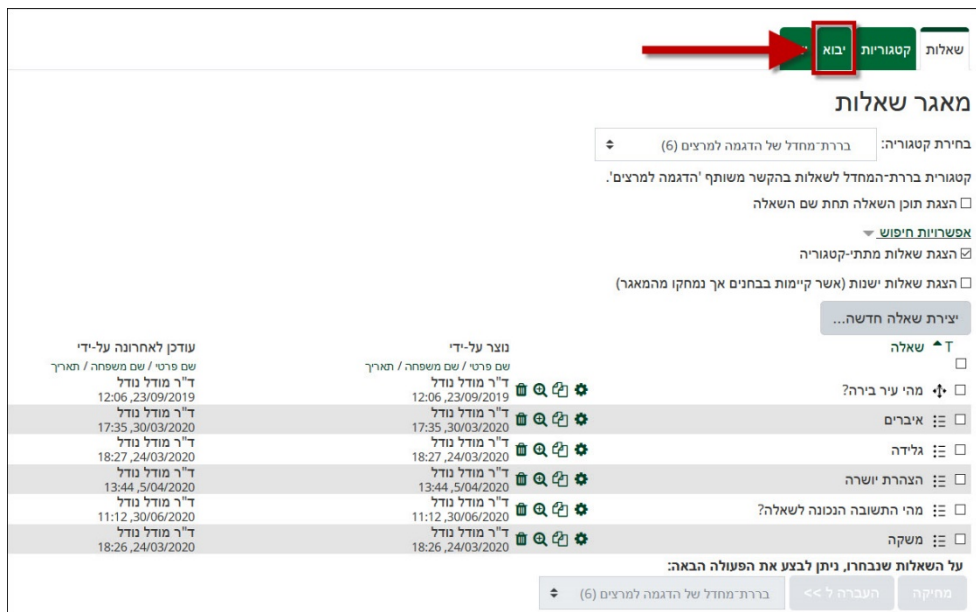 שאלות קטגוריות יבוא
מאגר שאלות
בחירת קטגוריה: בררת־מחדל של הדגמה למרצים (6)
קטגורית בררת־המחדל לשאלות בהקשר משותף 'הדגמה למרצים'.
הצגת תוכן השאלה תחת שם השאלה
אפשרויות חיפוש
הצגת שאלות מתתי-קטגוריה
הצגת שאלות ישנות (אשר קיימות בבחנים אך נמחקו מהמאגר)
יצירת שאלה חדשה...
T שאלה נוצר על-ידי עודכן לאחרונה על-ידי
שם פרטי / שם משפחה / תאריך שם פרטי / שם משפחה / תאריך
מהי עיר בירה? ד"ר מודל נודל ד"ר מודל נודל
23/09/2019, 12:06 23/09/2019, 12:06
איברים ד"ר מודל נודל ד"ר מודל נודל
30/03/2020, 17:35 30/03/2020, 17:35
גלידה ד"ר מודל נודל ד"ר מודל נודל
24/03/2020, 18:27 24/03/2020, 18:27
הצהרת יושרה ד"ר מודל נודל ד"ר מודל נודל
5/04/2020, 13:44 5/04/2020, 13:44
מהי התשובה הנכונה לשאלה? ד"ר מודל נודל ד"ר מודל נודל
30/06/2020, 11:12 30/06/2020, 11:12
משקה ד"ר מודל נודל ד"ר מודל נודל
24/03/2020, 18:26 24/03/2020, 18:26
על השאלות שנבחרו, ניתן לבצע את הפעולה הבאה:
מחיקה העברה ל >> בררת־מחדל של הדגמה למרצים (6)